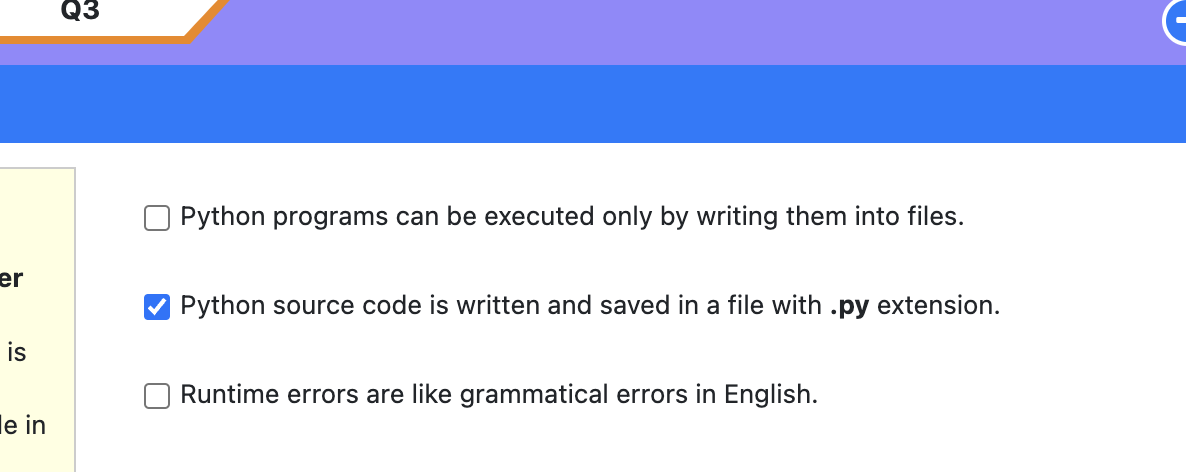 Q3
Python programs can be executed only by writing them into files.
er
Python source code is written and saved in a file with .py extension.
is
Runtime errors are like grammatical errors in English.
le in